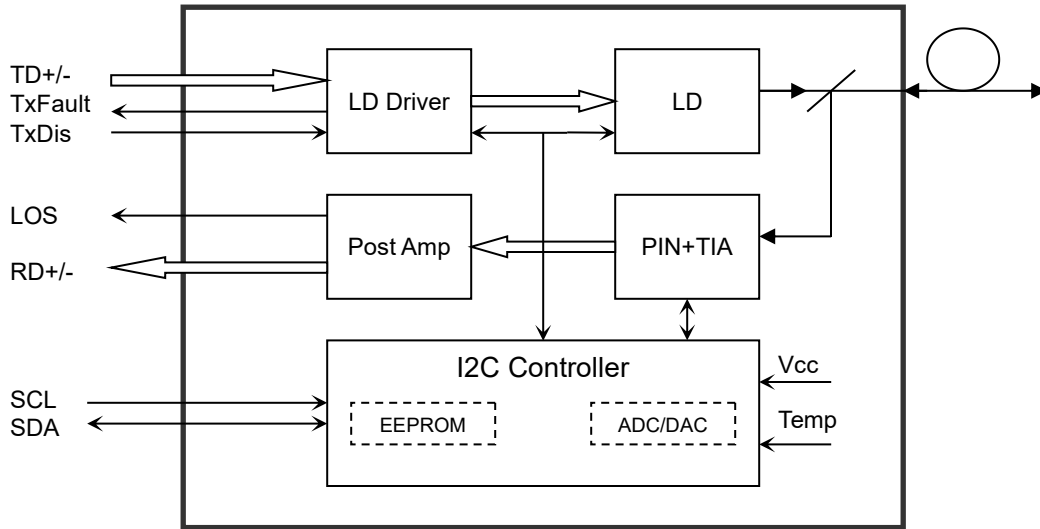 TD+/-
TxFault
TxDis
LD Driver
LD
LOS
RD+/-
Post Amp
PIN+TIA
I2C Controller
SCL
SDA
EEPROM
ADC/DAC
Vcc
Temp